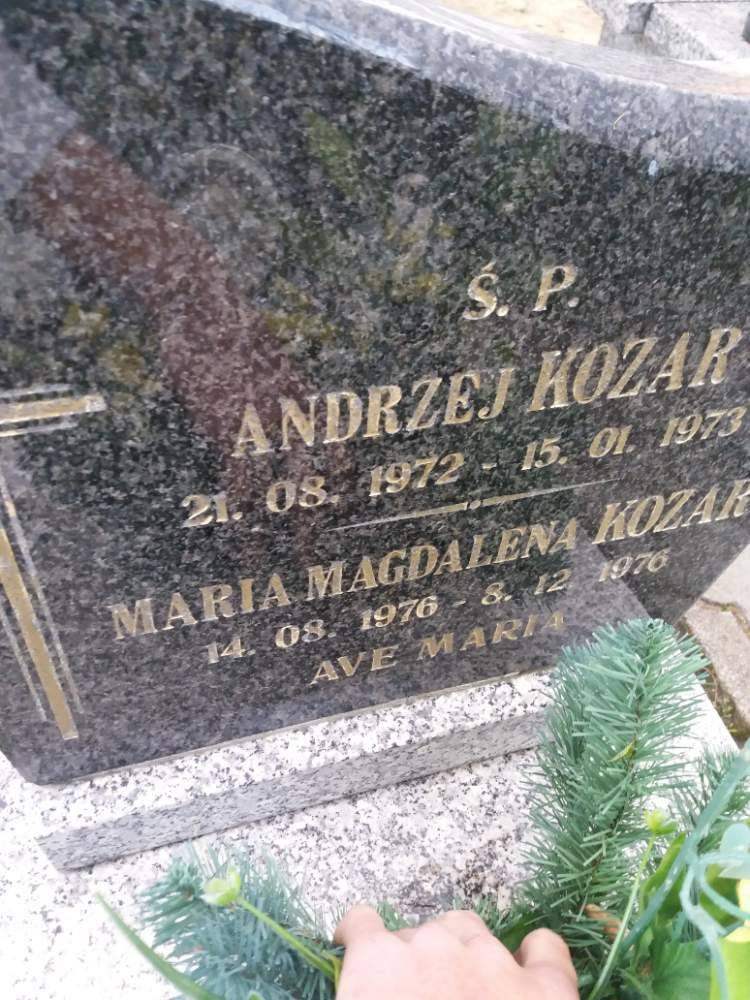 Ś. P.
ANDRZEJ KOZAR
21. 08. 1972 - 15. 01. 1973
MARIA MAGDALENA KOZAR
14. 08. 1976 - 8. 12 1976
AVE MARIA